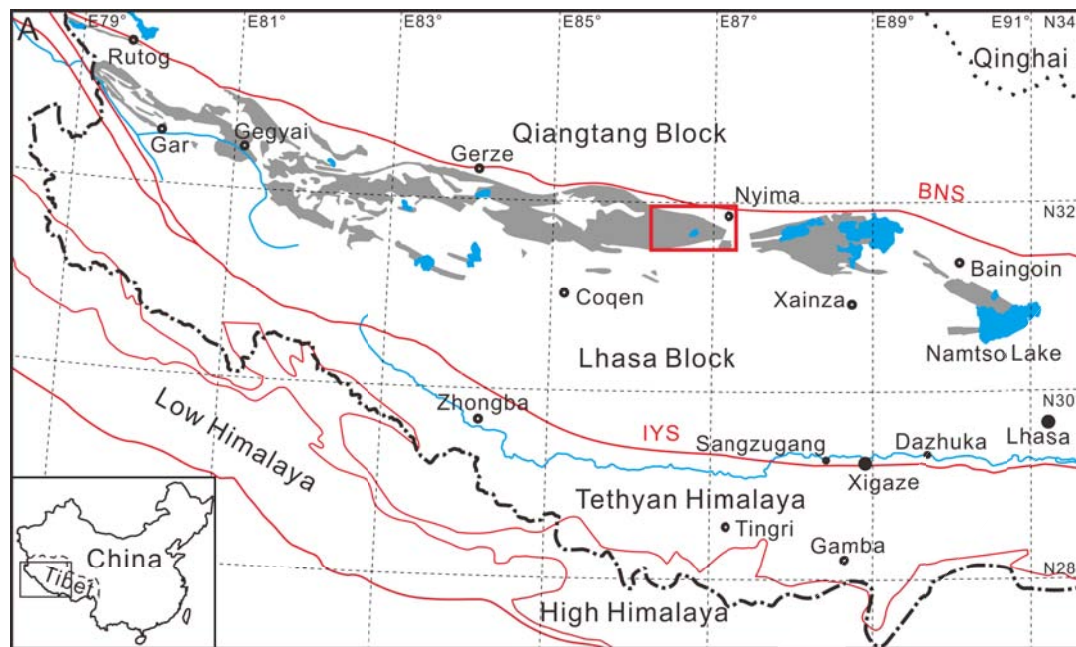 A
E79
E81
E83
E85
E87
E89
E91°
N34
Rutog
Qinghai
Gar
Gegyai
Qiangtang Block
Gerze
Nyima
BNS
N32
Baingoin
Coqen
Xainza
Namtso Lake
Lhasa Block
Low Himalaya
Zhongba
N30
IYS
Sangzugang
Dazhuka
Lhasa
Xigaze
Tethyan Himalaya
Tingri
Gamba
N28
High Himalaya
China
Tibet